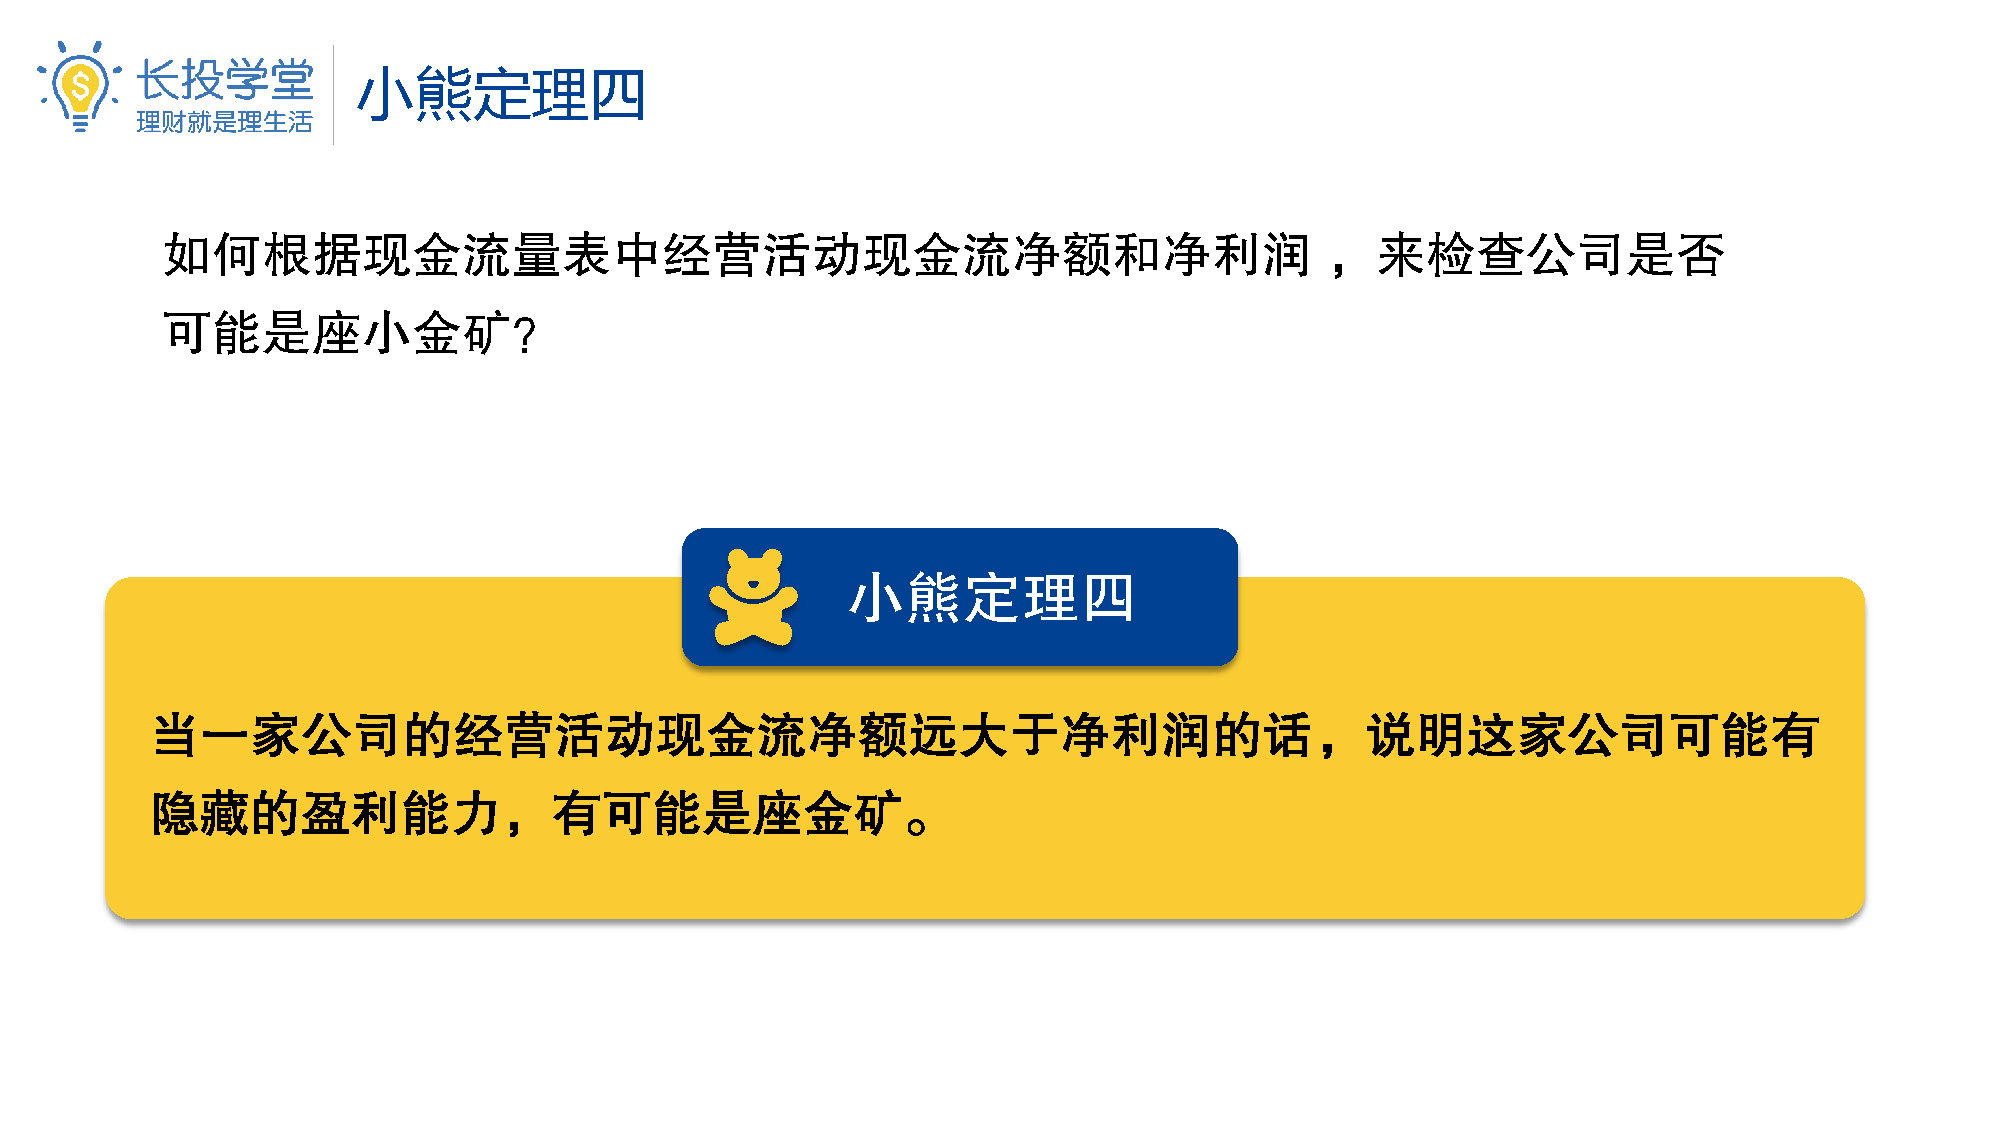 长投学堂
理财就是理生活
小熊定理四
如何根据现金流量表中经营活动现金流净额和净利润，来检查公司是否
可能是座小金矿?
小熊定理四
当一家公司的经营活动现金流净额远大于净利润的话，说明这家公司可能有
隐藏的盈利能力，有可能是座金矿。